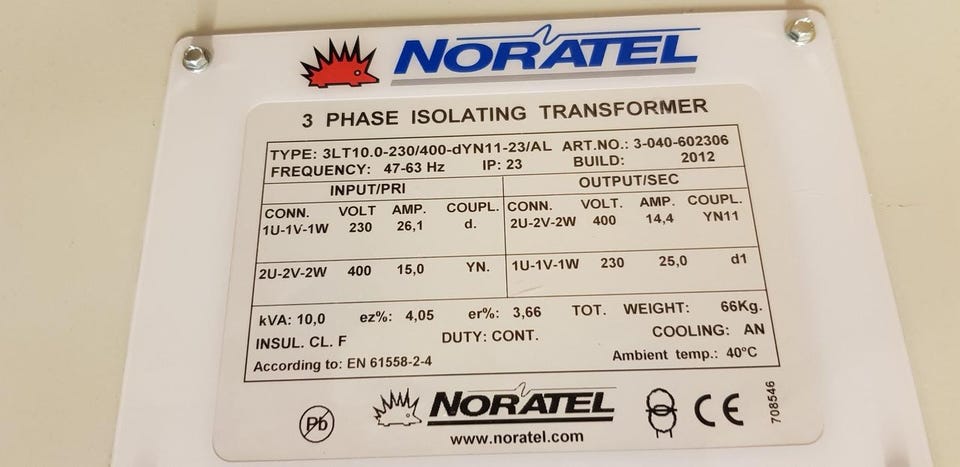 NORATEL
3 PHASE ISOLATING TRANSFORMER
TYPE: 3LT10.0-230/400-dYN11-23/AL ART.NO.: 3-040-602306
FREQUENCY: 47-63 Hz IP: 23 BUILD: 2012
INPUT/PRI OUTPUT/SEC
CONN. VOLT AMP. COUPL. CONN. VOLT. AMP. COUPL.
1U-1V-1W 230 26,1 d. 2U-2V-2W 400 14,4 YN11
2U-2V-2W 400 15,0 YN. 1U-1V-1W 230 25,0 d1
kVA: 10,0 ez%: 4,05 er%: 3,66 TOT. WEIGHT: 66Kg.
INSUL. CL. F DUTY: CONT. COOLING: AN
According to: EN 61558-2-4 Ambient temp.: 40°C
Pb NORATEL CE 708546
www.noratel.com